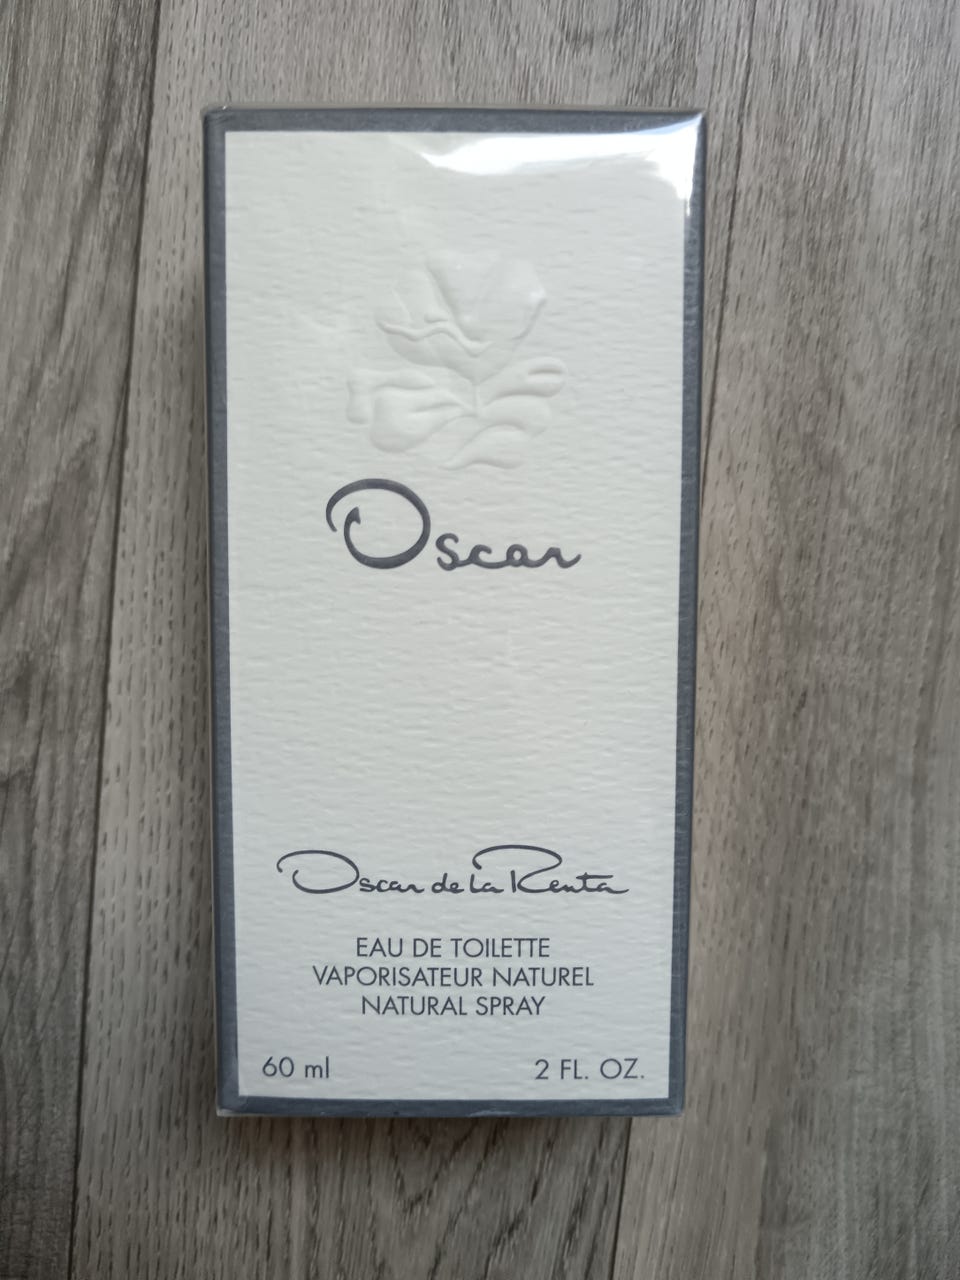 Oscar
Oscar de la Renta
EAU DE TOILETTE
VAPORISATEUR NATUREL
NATURAL SPRAY
60 ml 2 FL. OZ.